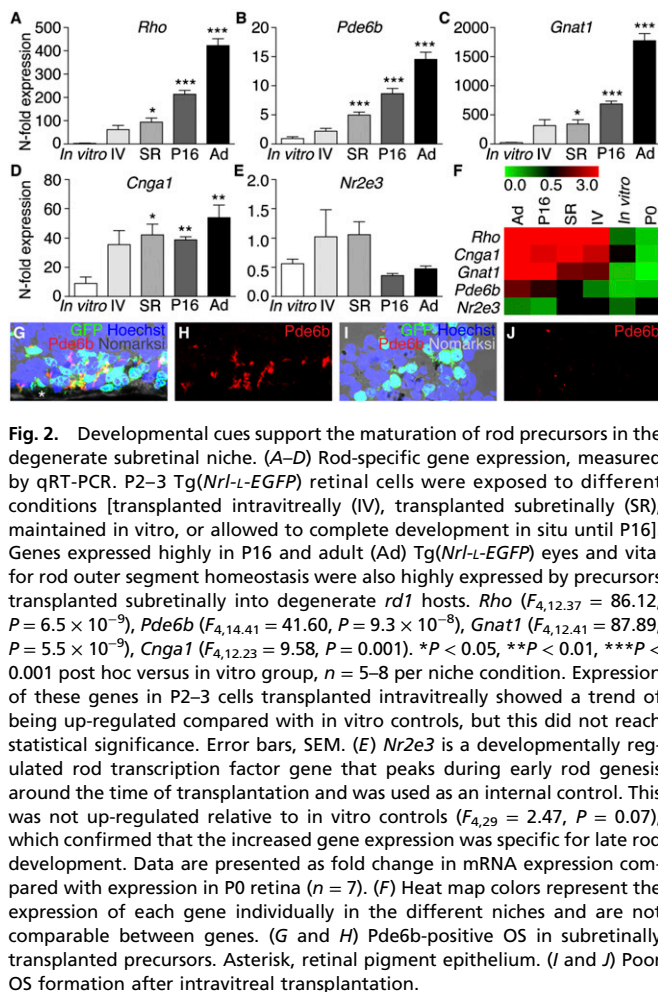 A Rho B Pde6b C Gnat1
N-fold expression
500 400 300 200 100 0
* *** ***
In vitro IV SR P16 Ad
20 15 10 5 0
*** *** ***
In vitro IV SR P16 Ad
2000 1500 1000 500 0
* *** ***
In vitro IV SR P16 Ad
D Cnga1 E Nr2e3 F
N-fold expression
80 60 40 20 0
* ** **
In vitro IV SR P16 Ad
2.0 1.5 1.0 0.5 0.0
In vitro IV SR P16 Ad
0.0 0.5 3.0
Ad P16 SR IV In vitro P0
Rho
Cnga1
Gnat1
Pde6b
Nr2e3
G GFP Hoechst
Pde6b Nomarksi
*
H Pde6b
I GFP Hoechst
Pde6b Nomarksi
J Pde6b
Fig. 2. Developmental cues support the maturation of rod precursors in the
degenerate subretinal niche. (A–D) Rod-specific gene expression, measured
by qRT-PCR. P2–3 Tg(Nrl-L-EGFP) retinal cells were exposed to different
conditions [transplanted intravitreally (IV), transplanted subretinally (SR),
maintained in vitro, or allowed to complete development in situ until P16]
Genes expressed highly in P16 and adult (Ad) Tg(Nrl-L-EGFP) eyes and vita
for rod outer segment homeostasis were also highly expressed by precursors
transplanted subretinally into degenerate rd1 hosts. Rho (F4,12.37 = 86.12,
P = 6.5 × 10−9), Pde6b (F4,14.41 = 41.60, P = 9.3 × 10−8), Gnat1 (F4,12.41 = 87.89,
P = 5.5 × 10−9), Cnga1 (F4,12.23 = 9.58, P = 0.001). *P < 0.05, **P < 0.01, ***P <
0.001 post hoc versus in vitro group, n = 5–8 per niche condition. Expression
of these genes in P2–3 cells transplanted intravitreally showed a trend of
being up-regulated compared with in vitro controls, but this did not reach
statistical significance. Error bars, SEM. (E) Nr2e3 is a developmentally reg-
ulated rod transcription factor gene that peaks during early rod genesis
around the time of transplantation and was used as an internal control. This
was not up-regulated relative to in vitro controls (F4,29 = 2.47, P = 0.07),
which confirmed that the increased gene expression was specific for late rod
development. Data are presented as fold change in mRNA expression com-
pared with expression in P0 retina (n = 7). (F) Heat map colors represent the
expression of each gene individually in the different niches and are not
comparable between genes. (G and H) Pde6b-positive OS in subretinally
transplanted precursors. Asterisk, retinal pigment epithelium. (I and J) Poor
OS formation after intravitreal transplantation.